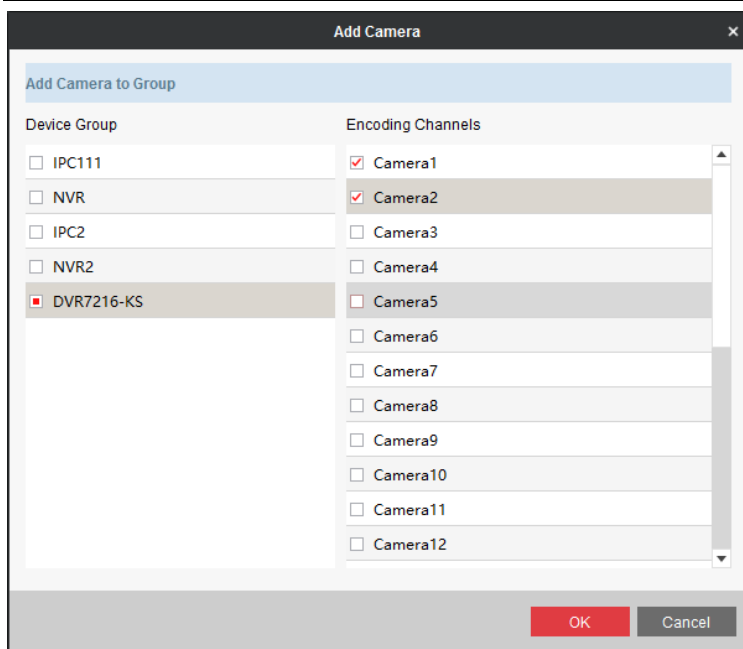 Add Camera
Add Camera to Group
Device Group
IPC111
NVR
IPC2
NVR2
DVR7216-KS
Encoding Channels
Camera1
Camera2
Camera3
Camera4
Camera5
Camera6
Camera7
Camera8
Camera9
Camera10
Camera11
Camera12
OK
Cancel